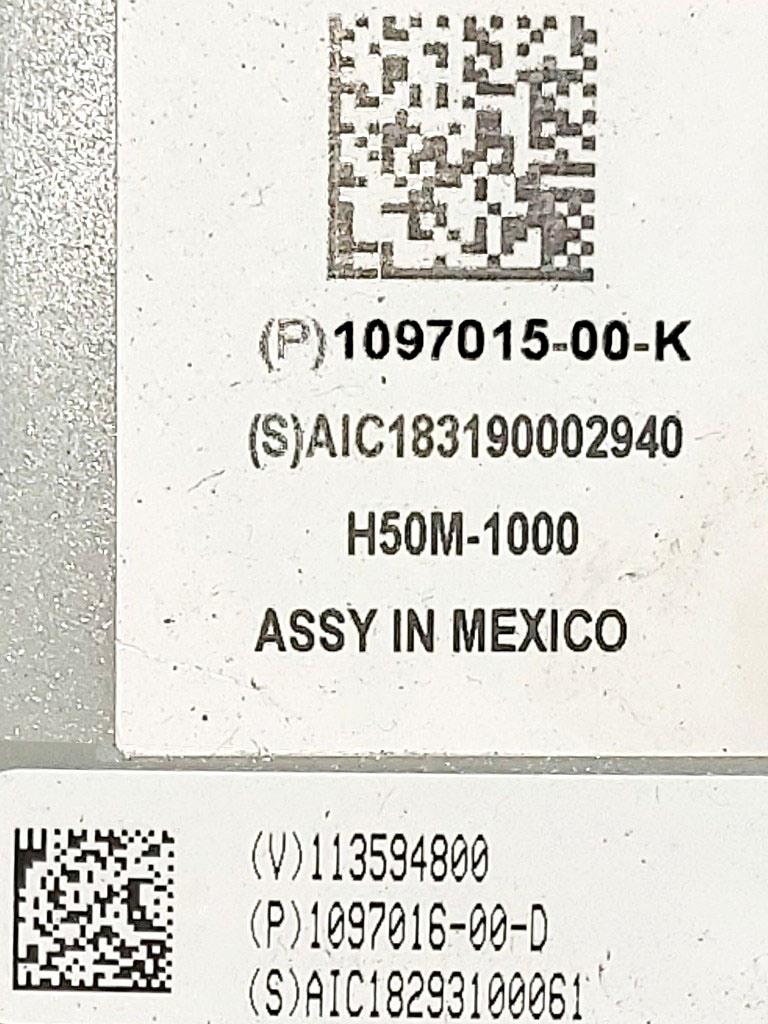 (P)1097015-00-K
(S)AIC183190002940
H50M-1000
ASSY IN MEXICO
(V)113594800
(P)1097016-00-D
(S)AIC18293100061